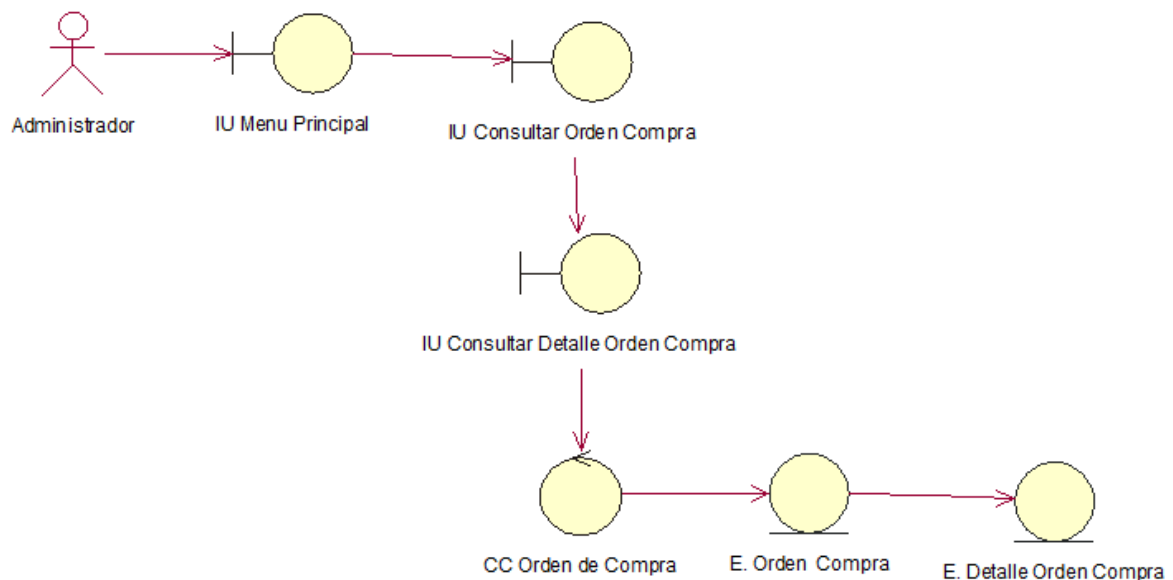 Administrador
IU Menu Principal
IU Consultar Orden Compra
IU Consultar Detalle Orden Compra
CC Orden de Compra
E. Orden Compra
E. Detalle Orden Compra